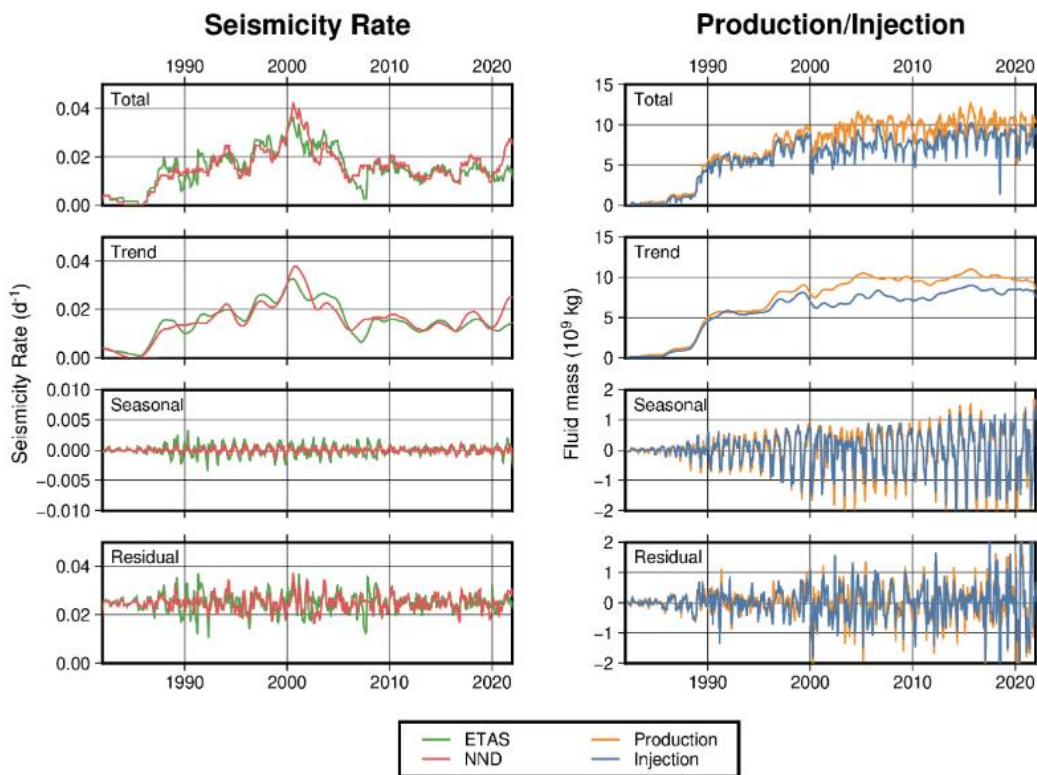 Seismicity Rate
Production/Injection
1990 2000 2010 2020
0.04
0.02
0.00
Total
1990 2000 2010 2020
15
10
5
0
Total
0.04
0.02
0.00
Trend
15
10
5
0
Trend
0.010
0.005
0.000
−0.005
−0.010
Seasonal
2
1
0
−1
−2
Seasonal
0.04
0.02
0.00
Residual
2
1
0
−1
−2
Residual
Seismicity Rate (d⁻¹)
Fluid mass (10⁹ kg)
1990 2000 2010 2020
1990 2000 2010 2020
ETAS Production
NND Injection